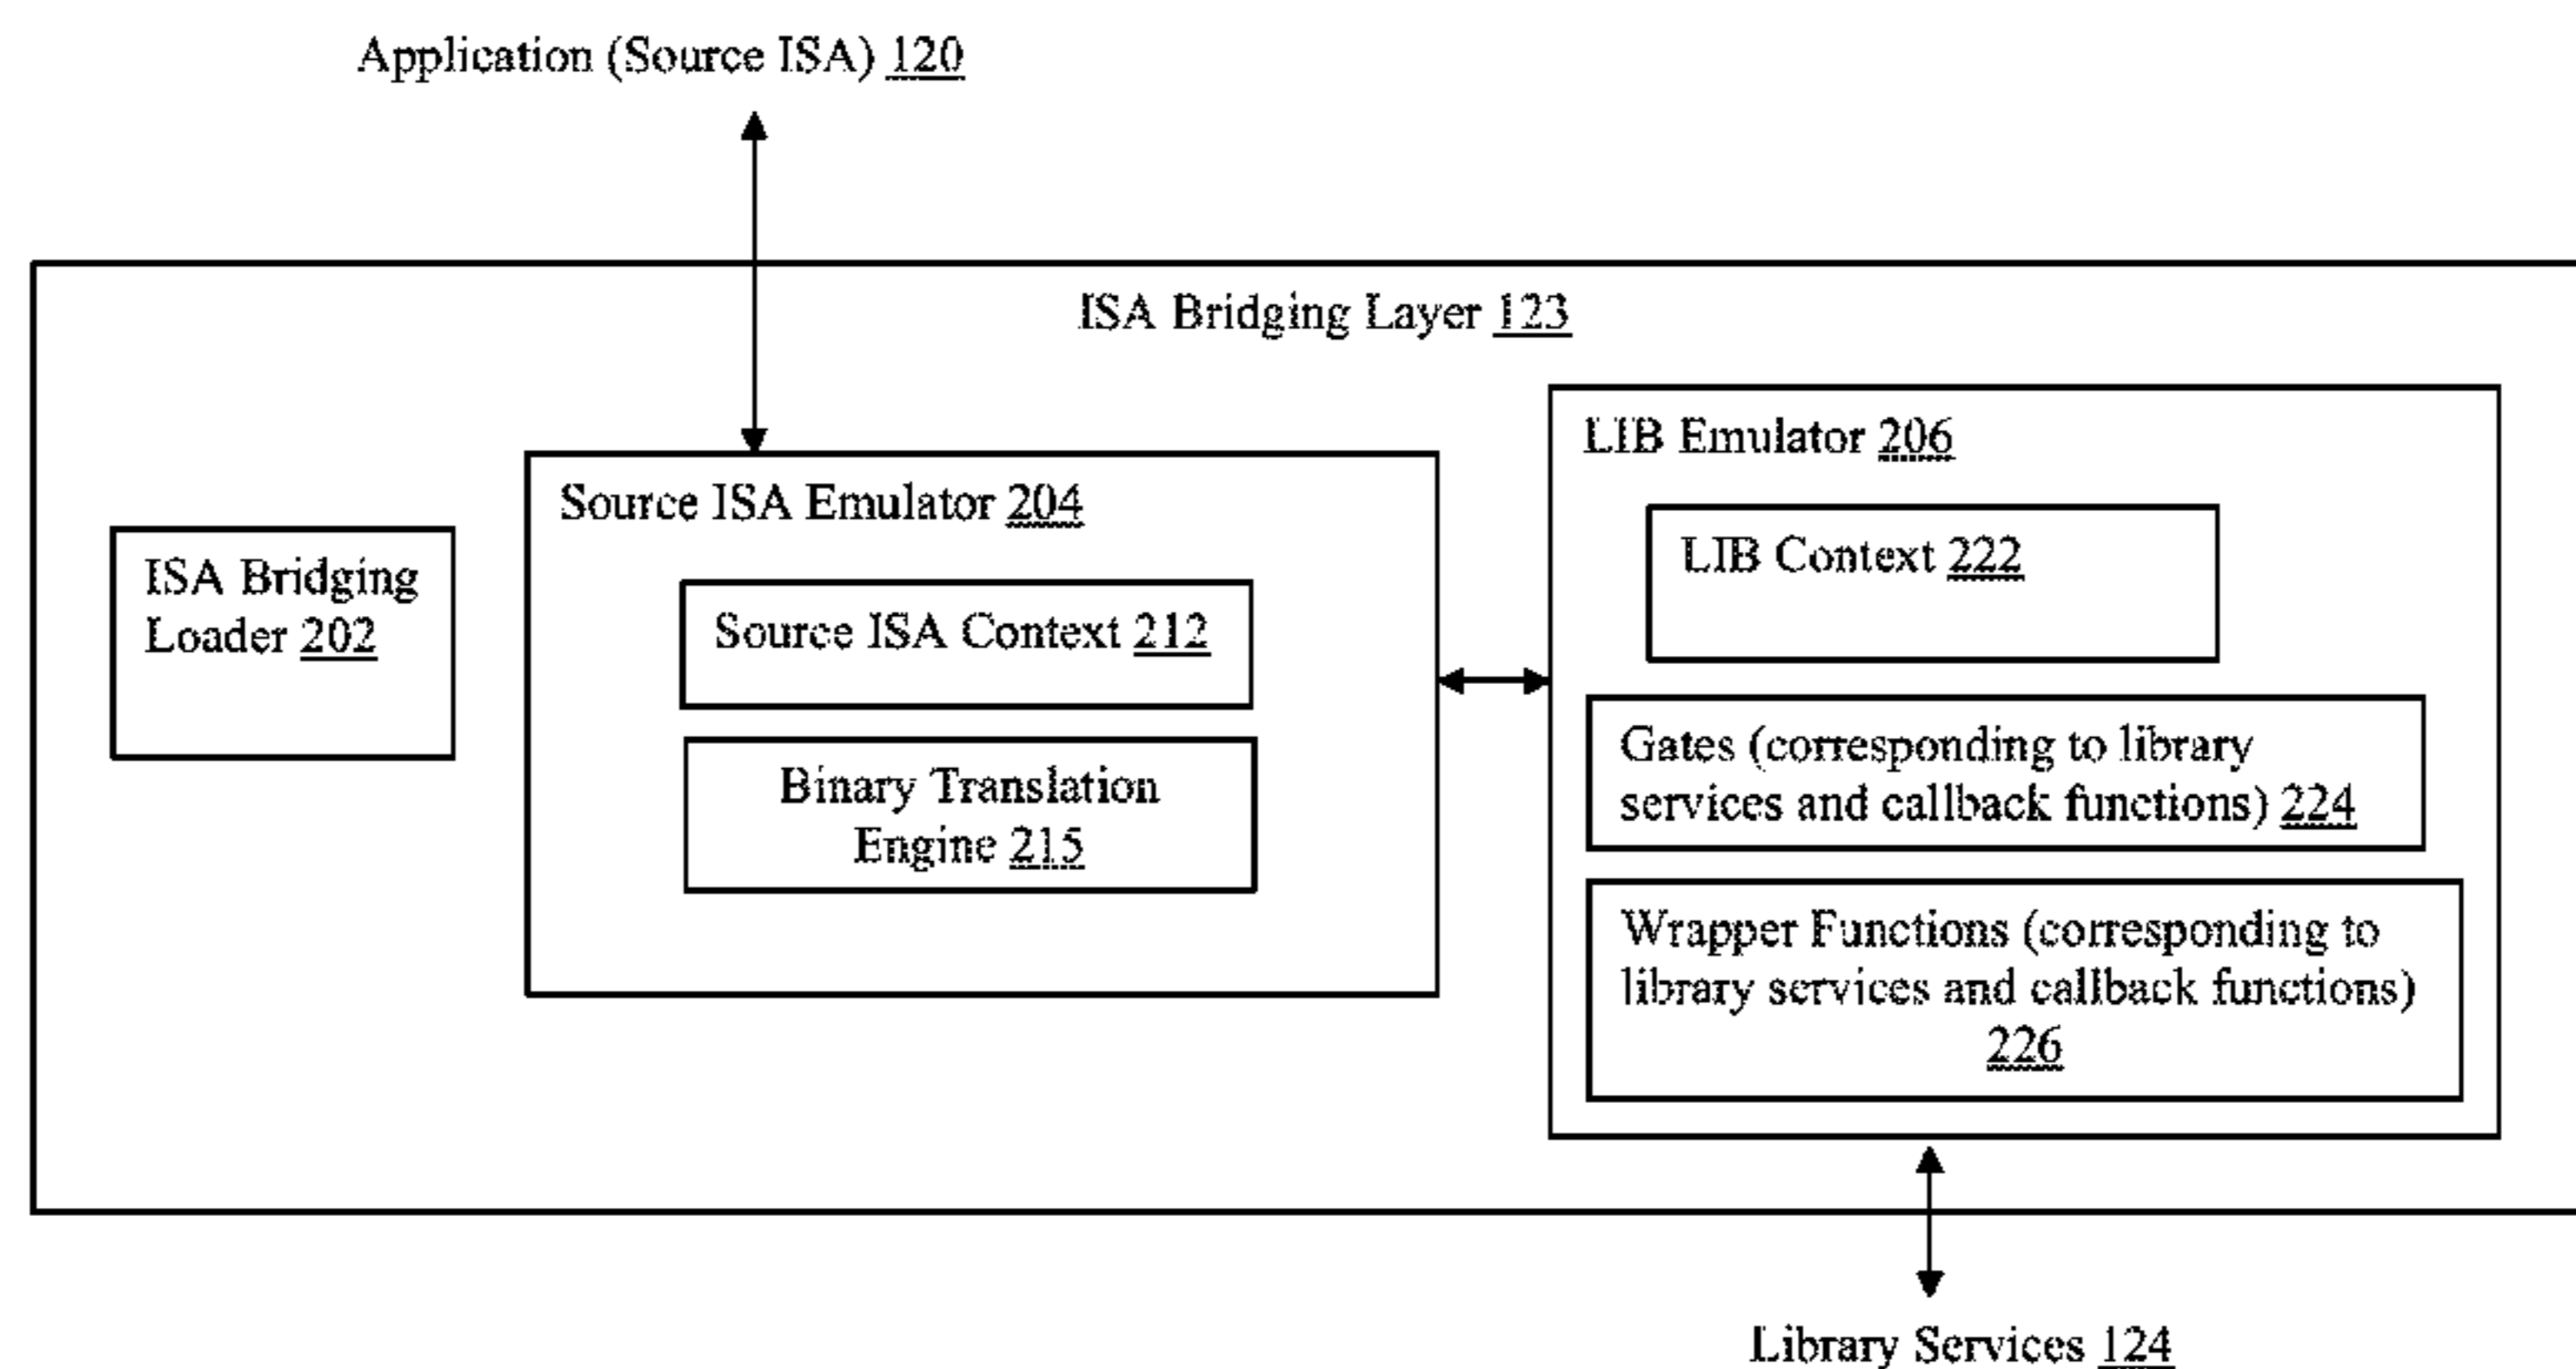 Application (Source ISA) 120
ISA Bridging Layer 123
ISA Bridging
Loader 202
Source ISA Emulator 204
Source ISA Context 212
Binary Translation
Engine 215
LIB Emulator 206
LIB Context 222
Gates (corresponding to library
services and callback functions) 224
Wrapper Functions (corresponding to
library services and callback functions)
226
Library Services 124